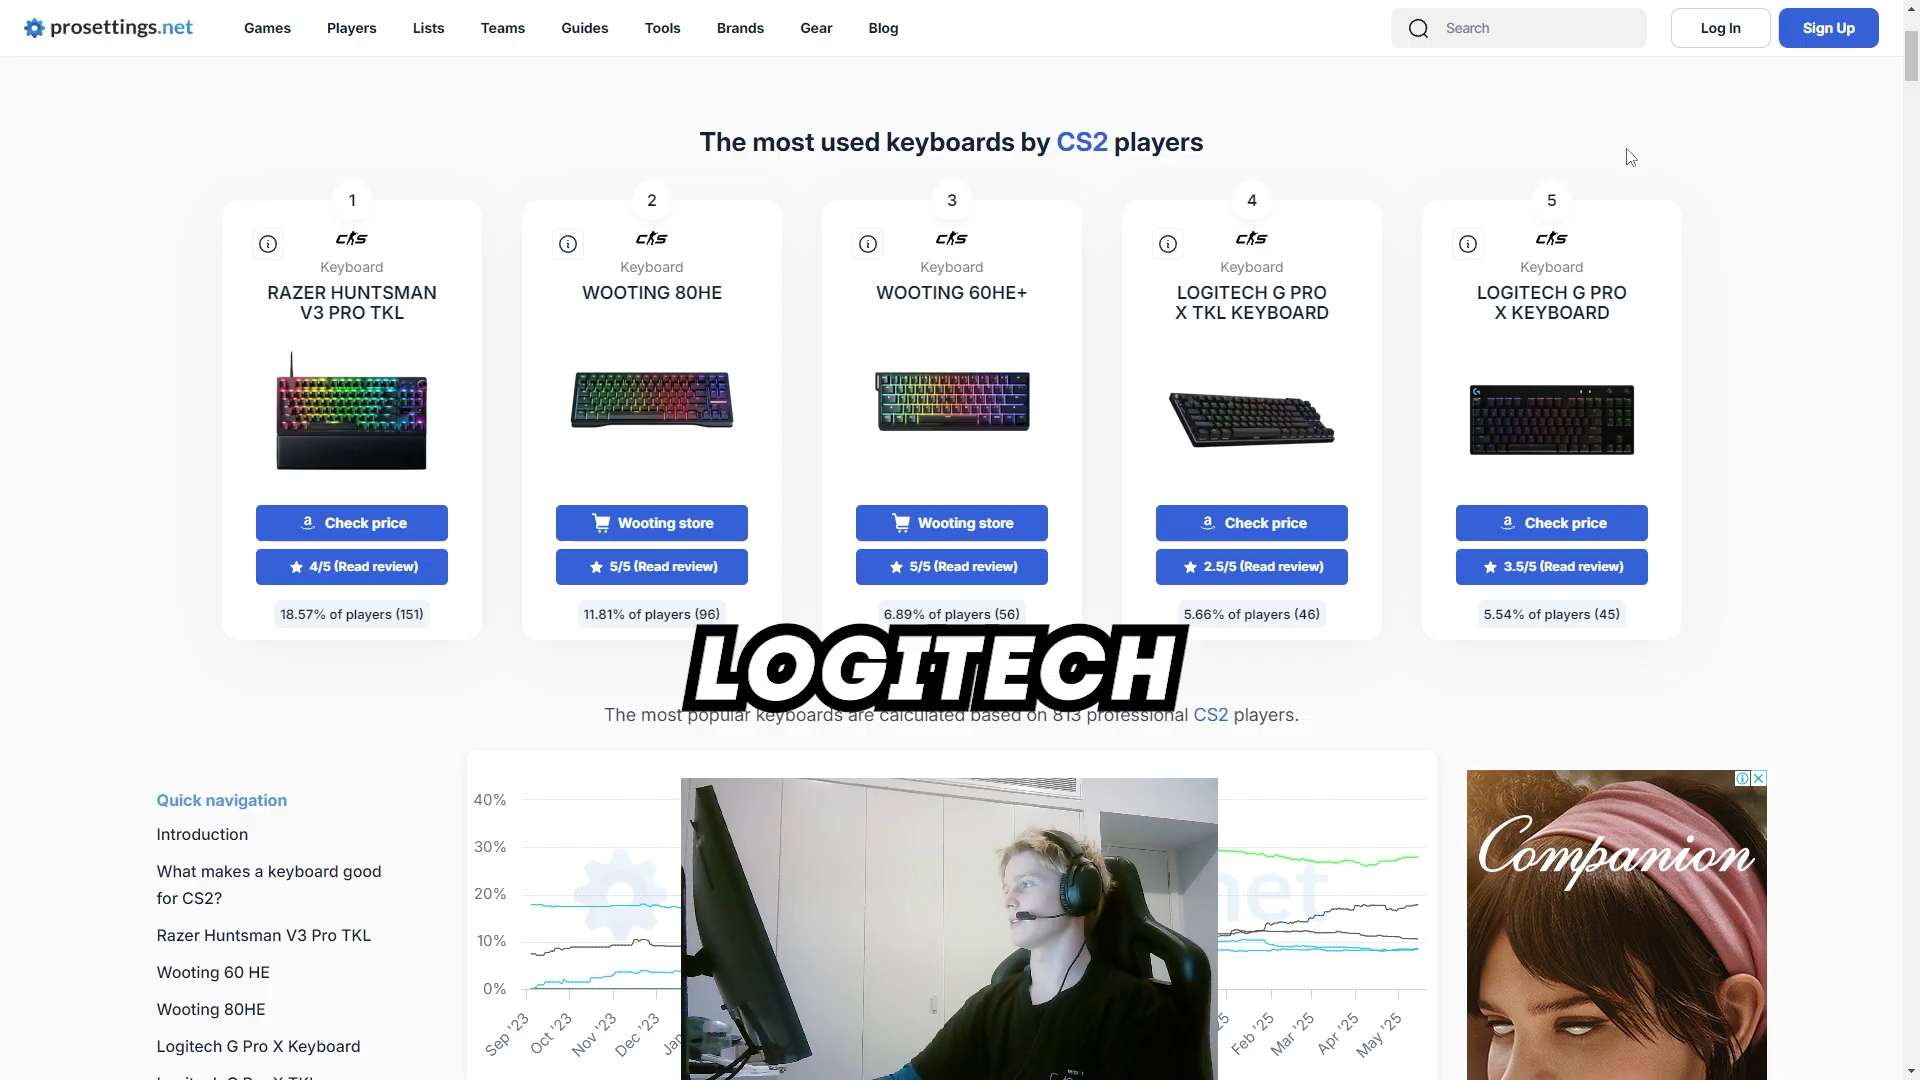 prosettings.net
Games Players Lists Teams Guides Tools Brands Gear Blog
Search
Log In
Sign Up
The most used keyboards by CS2 players
1
Keyboard
RAZER HUNTSMAN
V3 PRO TKL
Check price
4/5 (Read review)
18.57% of players (151)
2
Keyboard
WOOTING 80HE
Wooting store
5/5 (Read review)
11.81% of players (96)
3
Keyboard
WOOTING 60HE+
Wooting store
5/5 (Read review)
6.89% of players (56)
4
Keyboard
LOGITECH G PRO
X TKL KEYBOARD
Check price
2.5/5 (Read review)
5.66% of players (46)
5
Keyboard
LOGITECH G PRO
X KEYBOARD
Check price
3.5/5 (Read review)
5.54% of players (45)
LOGITECH
The most popular keyboards are calculated based on 813 professional CS2 players.
Quick navigation
Introduction
What makes a keyboard good
for CS2?
Razer Huntsman V3 Pro TKL
Wooting 60 HE
Wooting 80HE
Logitech G Pro X Keyboard
40%
30%
20%
10%
0%
Sep '23
Oct '23
Nov '23
Dec '23
Feb '25
Mar '25
Apr '25
May '25
Companion